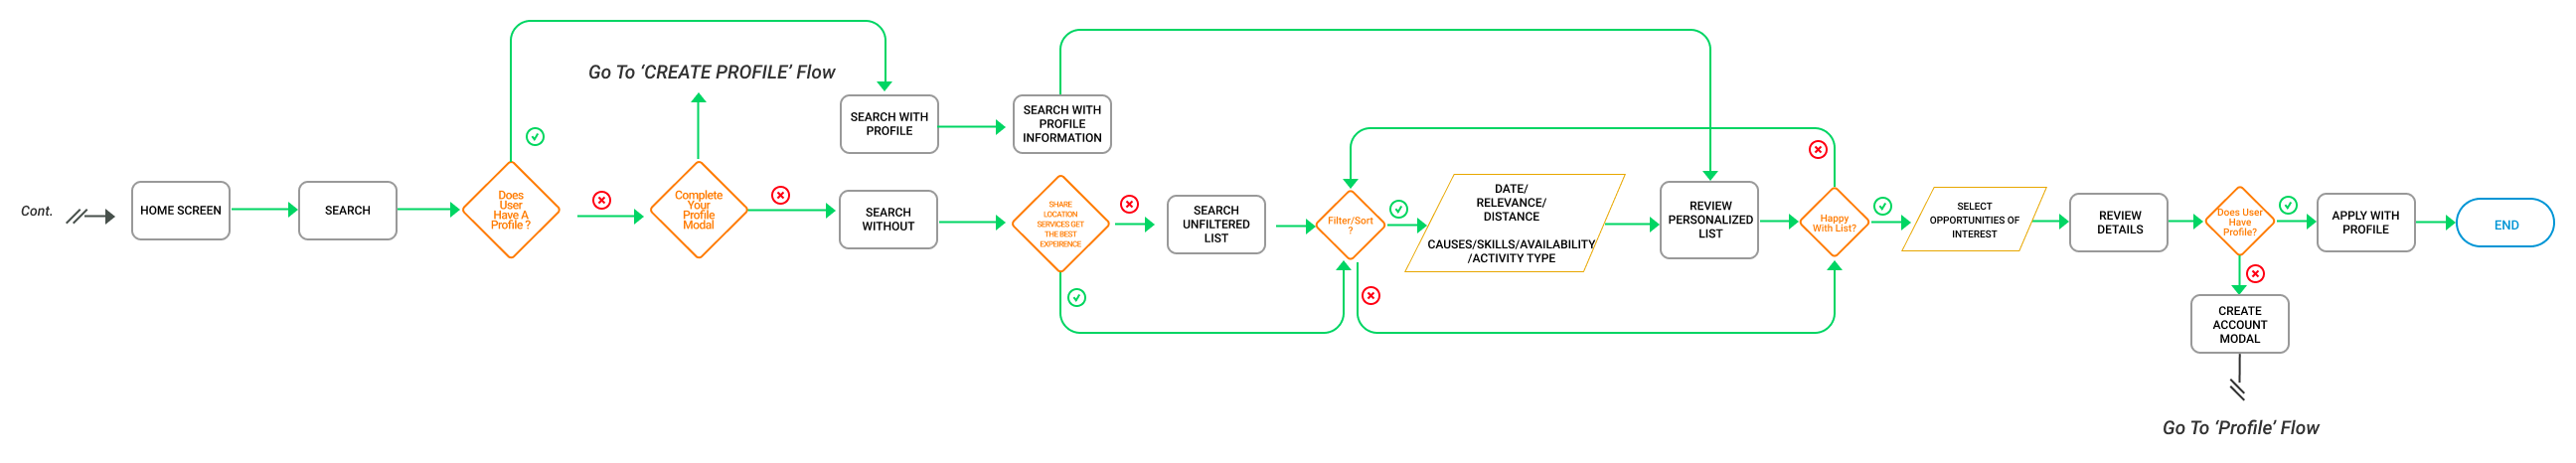 Go To ‘CREATE PROFILE’ Flow
SEARCH WITH
PROFILE
SEARCH WITH
PROFILE
INFORMATION
Cont.
HOME SCREEN
SEARCH
Does
User
Have A
Profile ?
Complete
Your
Profile
Modal
SEARCH
WITHOUT
SHARE
LOCATION
SERVICES GET
THE BEST
EXPEIRENCE
SEARCH
UNFILTERED
LIST
Filter/Sort
?
DATE/
RELEVANCE/
DISTANCE
CAUSES/SKILLS/AVAILABILITY
/ACTIVITY TYPE
REVIEW
PERSONALIZED
LIST
Happy
With List?
SELECT
OPPORTUNITIES OF
INTEREST
REVIEW
DETAILS
Does User
Have
Profile?
APPLY WITH
PROFILE
END
CREATE
ACCOUNT
MODAL
Go To ‘Profile’ Flow